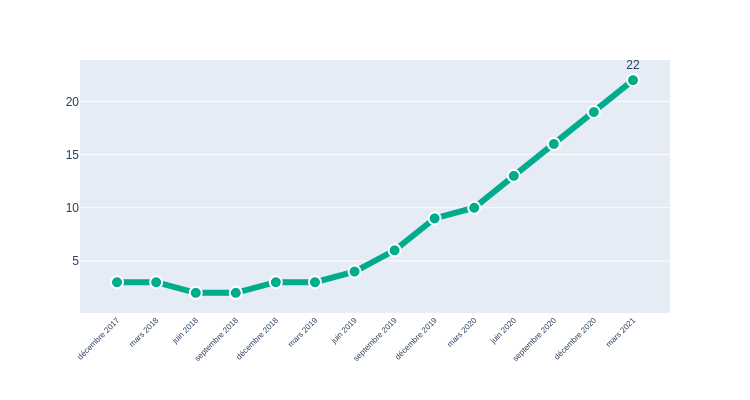 22
20
15
10
5
décembre 2017
mars 2018
juin 2018
septembre 2018
décembre 2018
mars 2019
juin 2019
septembre 2019
décembre 2019
mars 2020
juin 2020
septembre 2020
décembre 2020
mars 2021